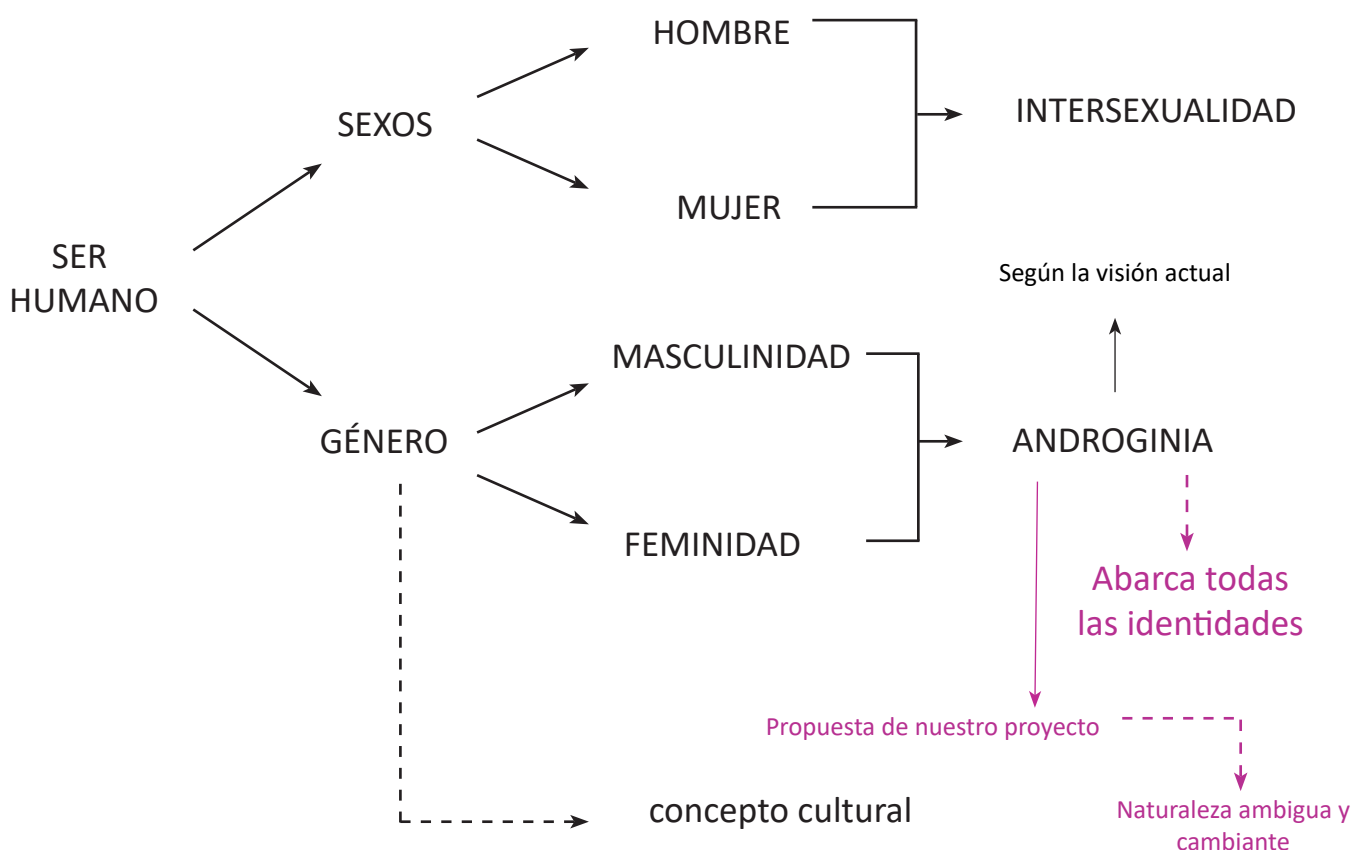 HOMBRE
SEXOS
INTERSEXUALIDAD
MUJER
SER
HUMANO
Según la visión actual
MASCULINIDAD
GÉNERO
ANDROGINIA
FEMINIDAD
Abarca todas
las identidades
Propuesta de nuestro proyecto
concepto cultural
Naturaleza ambigua y
cambiante